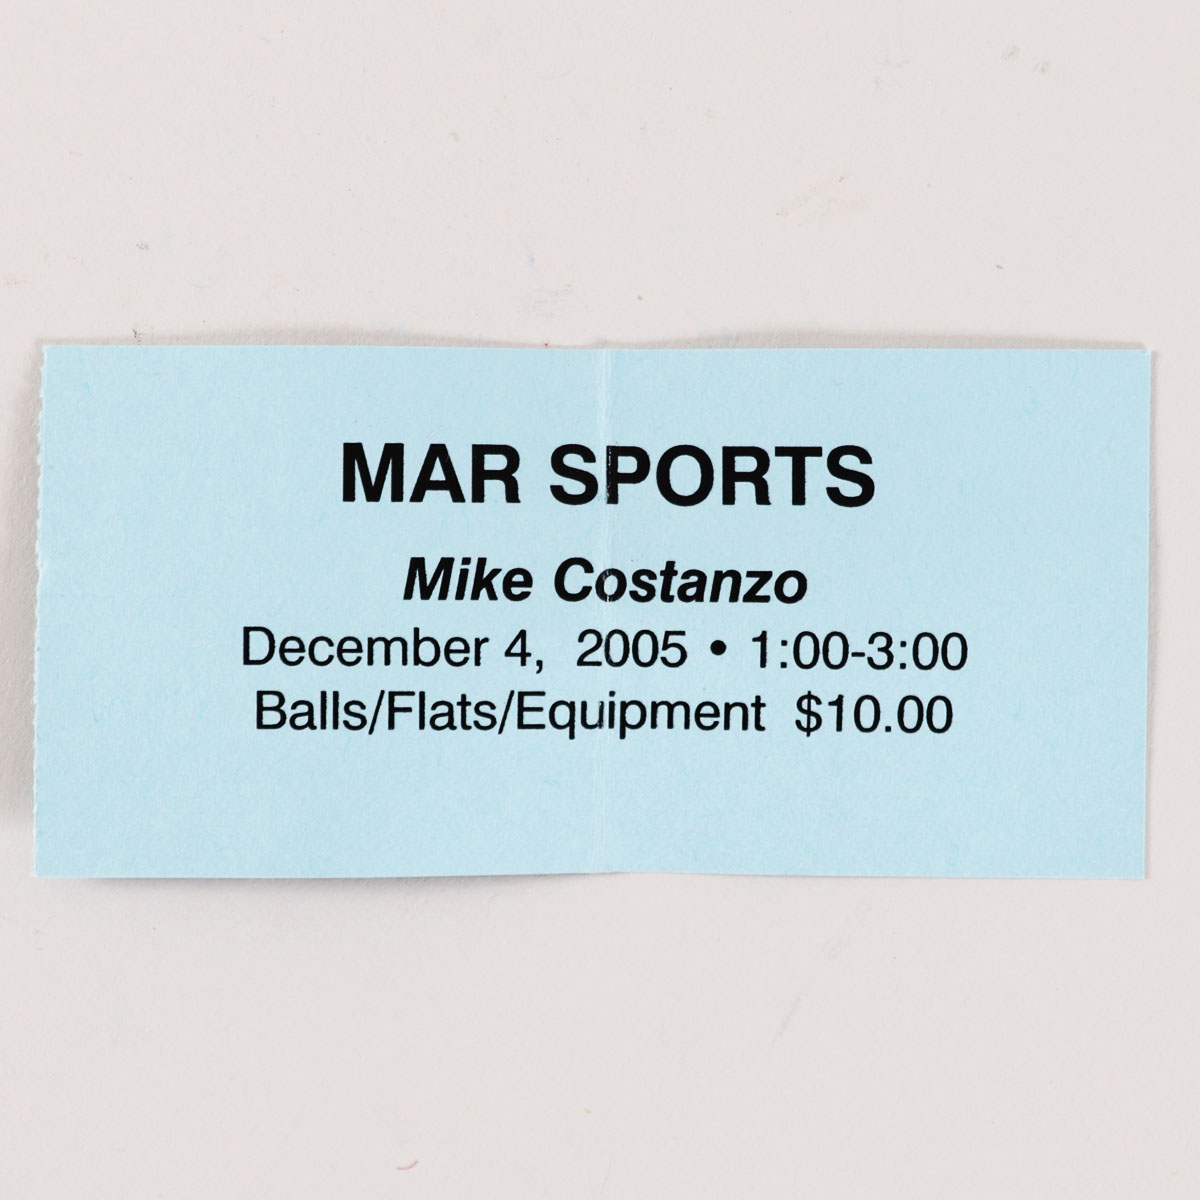 MAR SPORTS
Mike Costanzo
December 4, 2005 • 1:00-3:00
Balls/Flats/Equipment $10.00